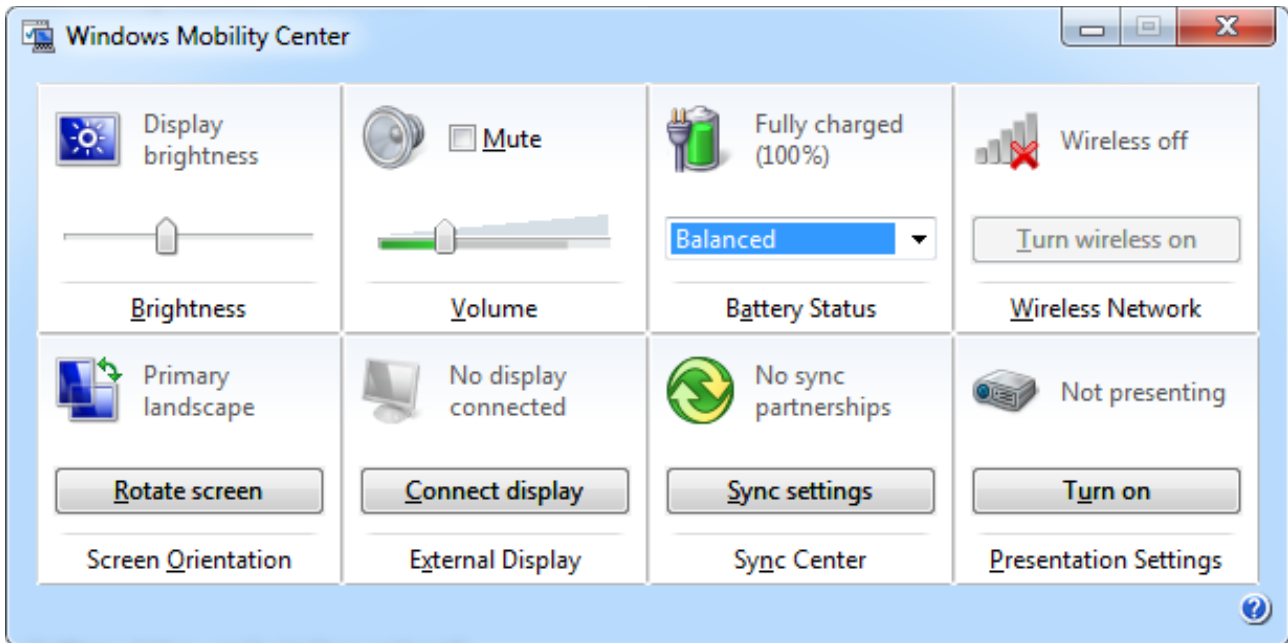 Windows Mobility Center
Display
brightness
Brightness
Mute
Volume
Fully charged
(100%)
Balanced
Battery Status
Wireless off
Turn wireless on
Wireless Network
Primary
landscape
Rotate screen
Screen Orientation
No display
connected
Connect display
External Display
No sync
partnerships
Sync settings
Sync Center
Not presenting
Turn on
Presentation Settings